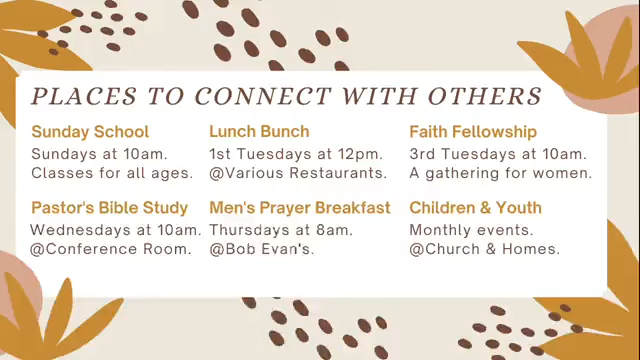 PLACES TO CONNECT WITH OTHERS
Sunday School
Sundays at 10am.
Classes for all ages.
Lunch Bunch
1st Tuesdays at 12pm.
@Various Restaurants.
Faith Fellowship
3rd Tuesdays at 10am.
A gathering for women.
Pastor's Bible Study
Wednesdays at 10am.
@Conference Room.
Men's Prayer Breakfast
Thursdays at 8am.
@Bob Evan's.
Children & Youth
Monthly events.
@Church & Homes.